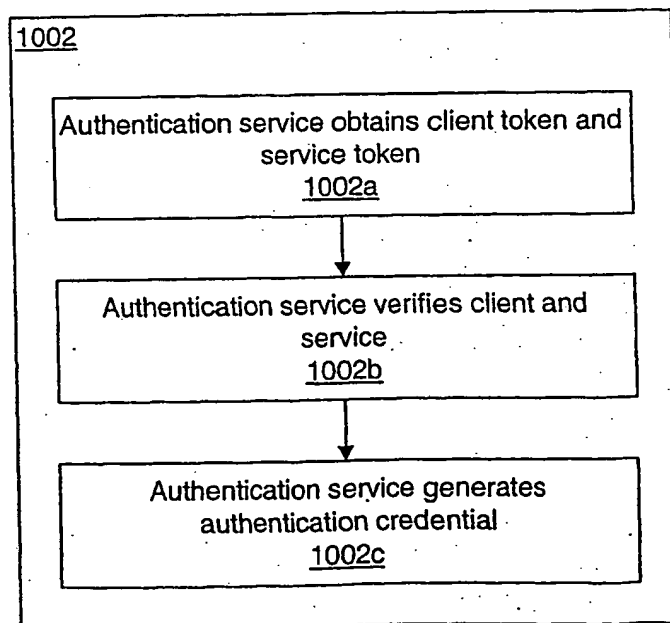 1002
Authentication service obtains client token and
service token
1002a
Authentication service verifies client and
service
1002b
Authentication service generates
authentication credential
1002c